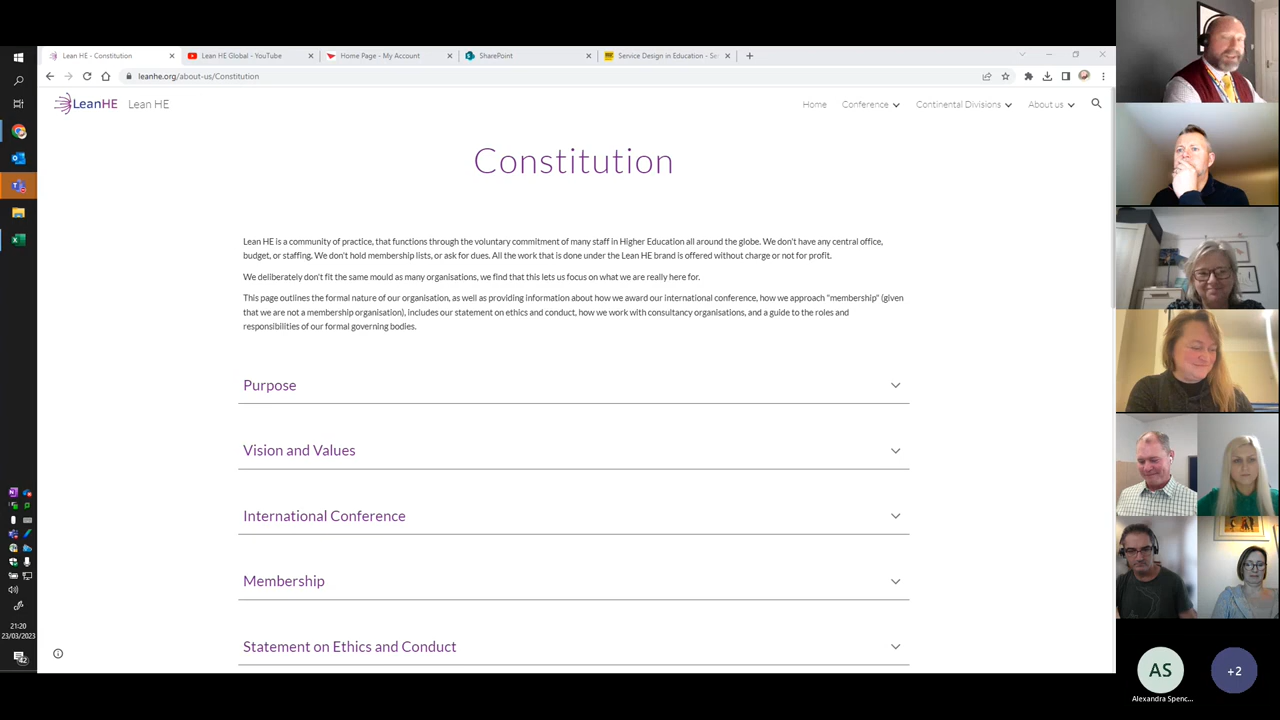 Lean HE - Constitution
Lean HE Global - YouTube
Home Page - My Account
SharePoint
Service Design in Education - Se
leanhe.org/about-us/Constitution
LeanHE
Lean HE
Home
Conference
Continental Divisions
About us
Constitution
Lean HE is a community of practice, that functions through the voluntary commitment of many staff in Higher Education all around the globe. We don't have any central office,
budget, or staffing. We don't hold membership lists, or ask for dues. All the work that is done under the Lean HE brand is offered without charge or not for profit.
We deliberately don't fit the same mould as many organisations, we find that this lets us focus on what we are really here for.
This page outlines the formal nature of our organisation, as well as providing information about how we award our international conference, how we approach "membership" (given
that we are not a membership organisation), includes our statement on ethics and conduct, how we work with consultancy organisations, and a guide to the roles and
responsibilities of our formal governing bodies.
Purpose
Vision and Values
International Conference
Membership
Statement on Ethics and Conduct
21:20
23/03/2023
42
AS
Alexandra Spenc...
+2